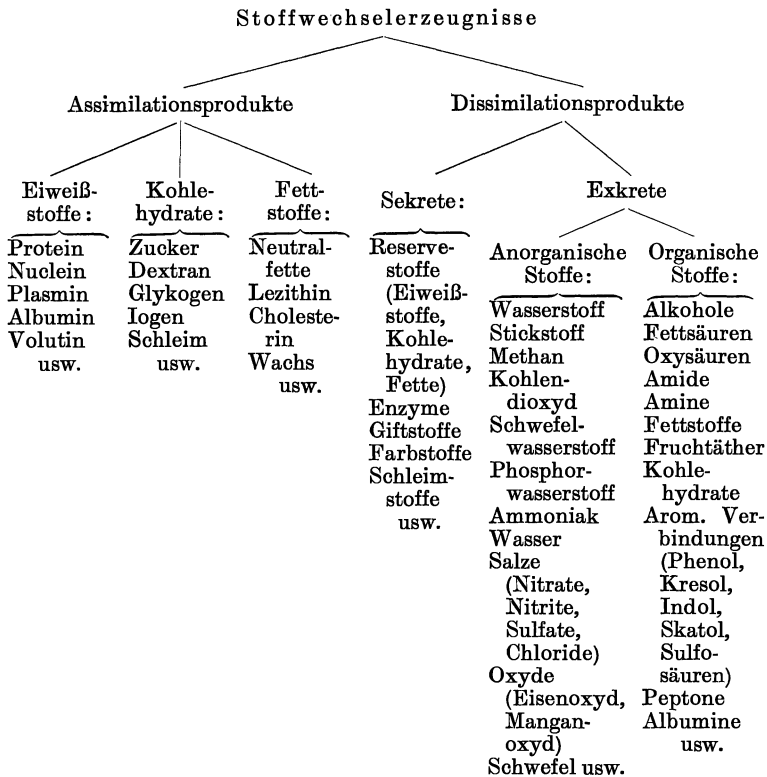 Stoffwechselerzeugnisse
Assimilationsprodukte
Dissimilationsprodukte
Eiweiß-
stoffe:
Protein
Nuclein
Plasmin
Albumin
Volutin
usw.
Kohle-
hydrate:
Zucker
Dextran
Glykogen
Iogen
Schleim
usw.
Fett-
stoffe:
Neutral-
fette
Lezithin
Choleste-
rin
Wachs
usw.
Sekrete:
Reserve-
stoffe
(Eiweiß-
stoffe,
Kohle-
hydrate,
Fette)
Enzyme
Giftstoffe
Farbstoffe
Schleim-
stoffe
usw.
Exkrete
Anorganische
Stoffe:
Wasserstoff
Stickstoff
Methan
Kohlen-
dioxyd
Schwefel-
wasserstoff
Phosphor-
wasserstoff
Ammoniak
Wasser
Salze
(Nitrate,
Nitrite,
Sulfate,
Chloride)
Oxyde
(Eisenoxyd,
Mangan-
oxyd)
Schwefel usw.
Organische
Stoffe:
Alkohole
Fettsäuren
Oxysäuren
Amide
Amine
Fettstoffe
Fruchtäther
Kohle-
hydrate
Arom. Ver-
bindungen
(Phenol,
Kresol,
Indol,
Skatol,
Sulfo-
säuren)
Peptone
Albumine
usw.